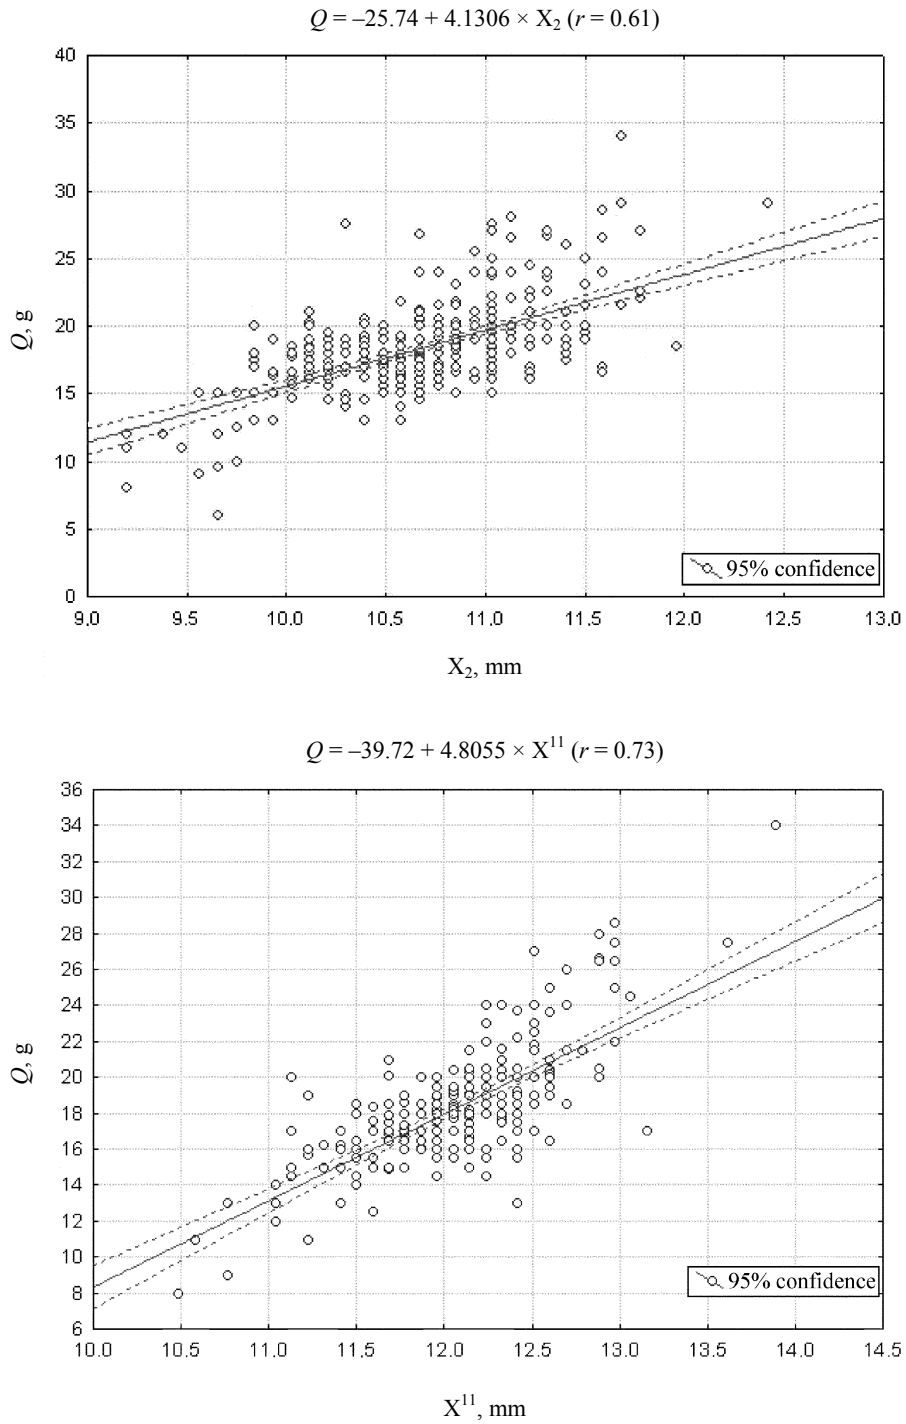 Q = –25.74 + 4.1306 × X₂ (r = 0.61)
40
35
30
25
20
15
10
5
0
Q, g
95% confidence
9.0 9.5 10.0 10.5 11.0 11.5 12.0 12.5 13.0
X₂, mm
Q = –39.72 + 4.8055 × X¹¹ (r = 0.73)
36
34
32
30
28
26
24
22
20
18
16
14
12
10
8
6
Q, g
95% confidence
10.0 10.5 11.0 11.5 12.0 12.5 13.0 13.5 14.0 14.5
X¹¹, mm